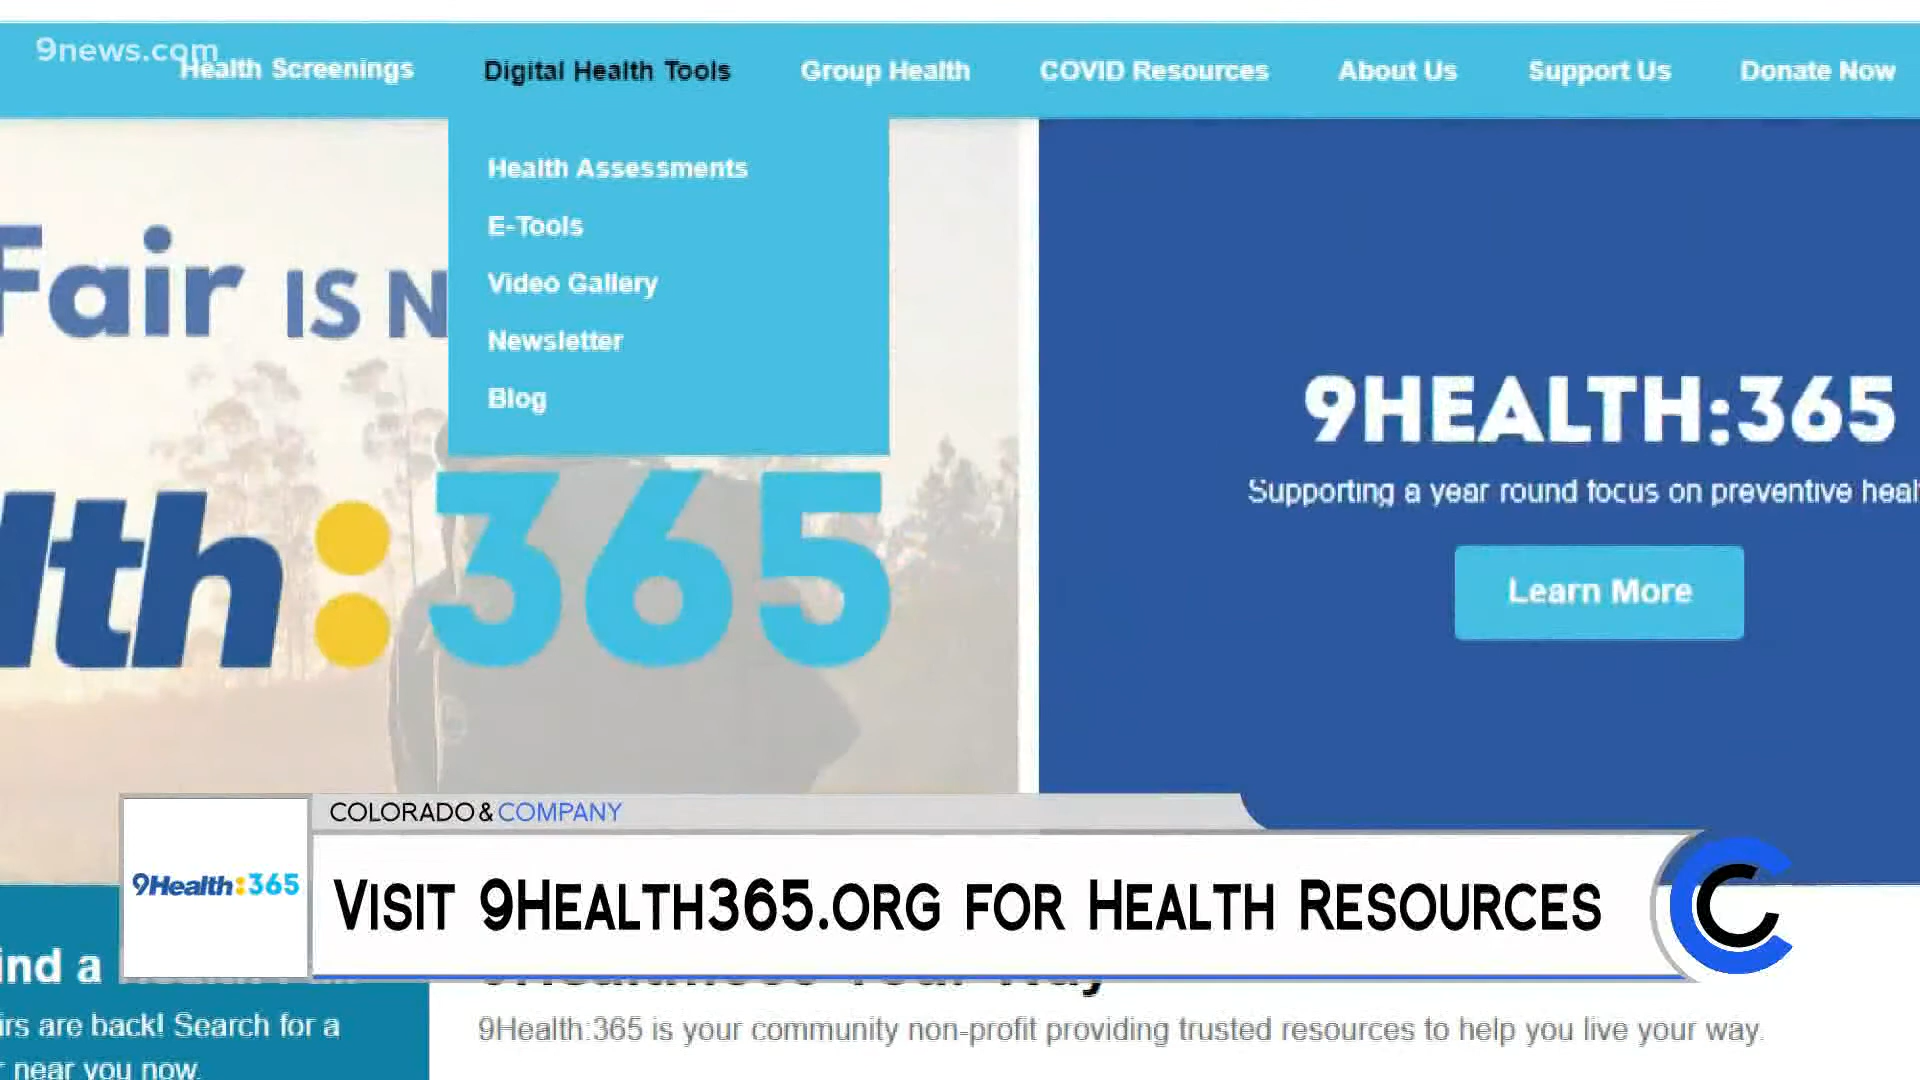 9news.com
Health Screenings Digital Health Tools Group Health COVID Resources About Us Support Us Donate Now
Health Assessments
E-Tools
Video Gallery
Newsletter
Blog
Fair IS N
lth:365
9HEALTH:365
Supporting a year round focus on preventive heal
Learn More
COLORADO & COMPANY
9Health:365
VISIT 9HEALTH365.ORG FOR HEALTH RESOURCES
ind a
irs are back! Search for a
r near you now.
9Health:365 is your community non-profit providing trusted resources to help you live your way.